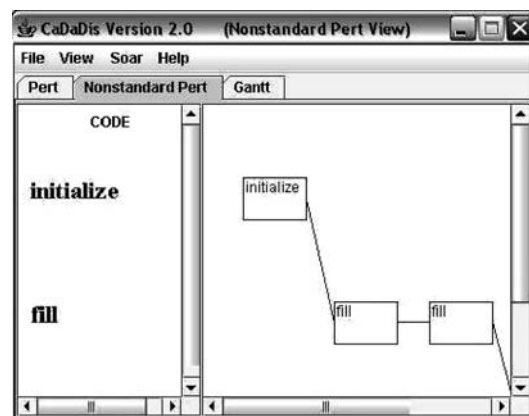 CaDaDis Version 2.0 (Nonstandard Pert View)
File View Soar Help
Pert Nonstandard Pert Gantt
CODE
initialize
initialize
fill
fill
fill